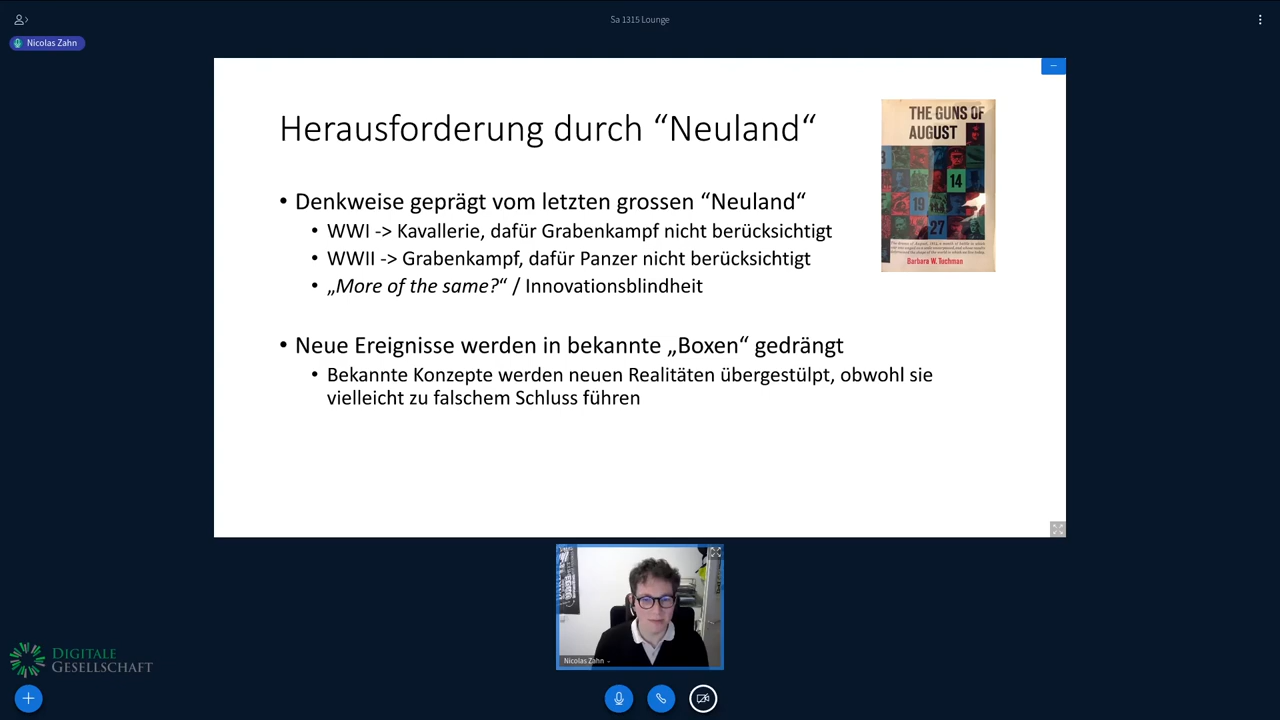 Sa 1315 Lounge
Nicolas Zahn
Herausforderung durch “Neuland“
• Denkweise geprägt vom letzten grossen “Neuland“
• WWI -> Kavallerie, dafür Grabenkampf nicht berücksichtigt
• WWII -> Grabenkampf, dafür Panzer nicht berücksichtigt
• „More of the same?“ / Innovationsblindheit
• Neue Ereignisse werden in bekannte „Boxen“ gedrängt
• Bekannte Konzepte werden neuen Realitäten übergestülpt, obwohl sie
vielleicht zu falschem Schluss führen
THE GUNS OF
AUGUST
14
19
27
Barbara W. Tuchman
Nicolas Zahn
DIGITALE
GESELLSCHAFT